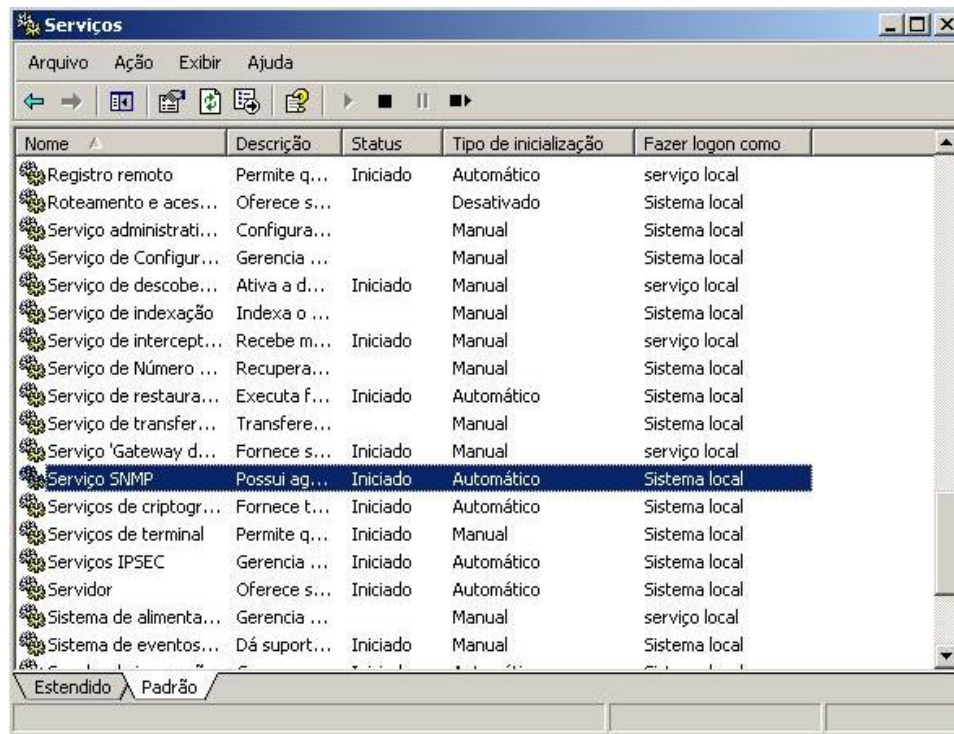 Serviços
Arquivo Ação Exibir Ajuda
Nome Descrição Status Tipo de inicialização Fazer logon como
Registro remoto Permite q... Iniciado Automático serviço local
Roteamento e aces... Oferece s... Desativado Sistema local
Serviço administrati... Configura... Manual Sistema local
Serviço de Configur... Gerencia ... Manual Sistema local
Serviço de descobe... Ativa a d... Iniciado Manual serviço local
Serviço de indexação Indexa o ... Manual Sistema local
Serviço de intercept... Recebe m... Iniciado Manual serviço local
Serviço de Número ... Recupera... Manual Sistema local
Serviço de restaura... Executa f... Iniciado Automático Sistema local
Serviço de transfer... Transfere... Manual Sistema local
Serviço 'Gateway d... Fornece s... Iniciado Manual serviço local
Serviço SNMP Possui ag... Iniciado Automático Sistema local
Serviços de criptogr... Fornece t... Iniciado Automático Sistema local
Serviços de terminal Permite q... Iniciado Manual Sistema local
Serviços IPSEC Gerencia ... Iniciado Automático Sistema local
Servidor Oferece s... Iniciado Automático Sistema local
Sistema de alimenta... Gerencia ... Manual serviço local
Sistema de eventos... Dá suport... Iniciado Manual Sistema local
Estendido Padrão